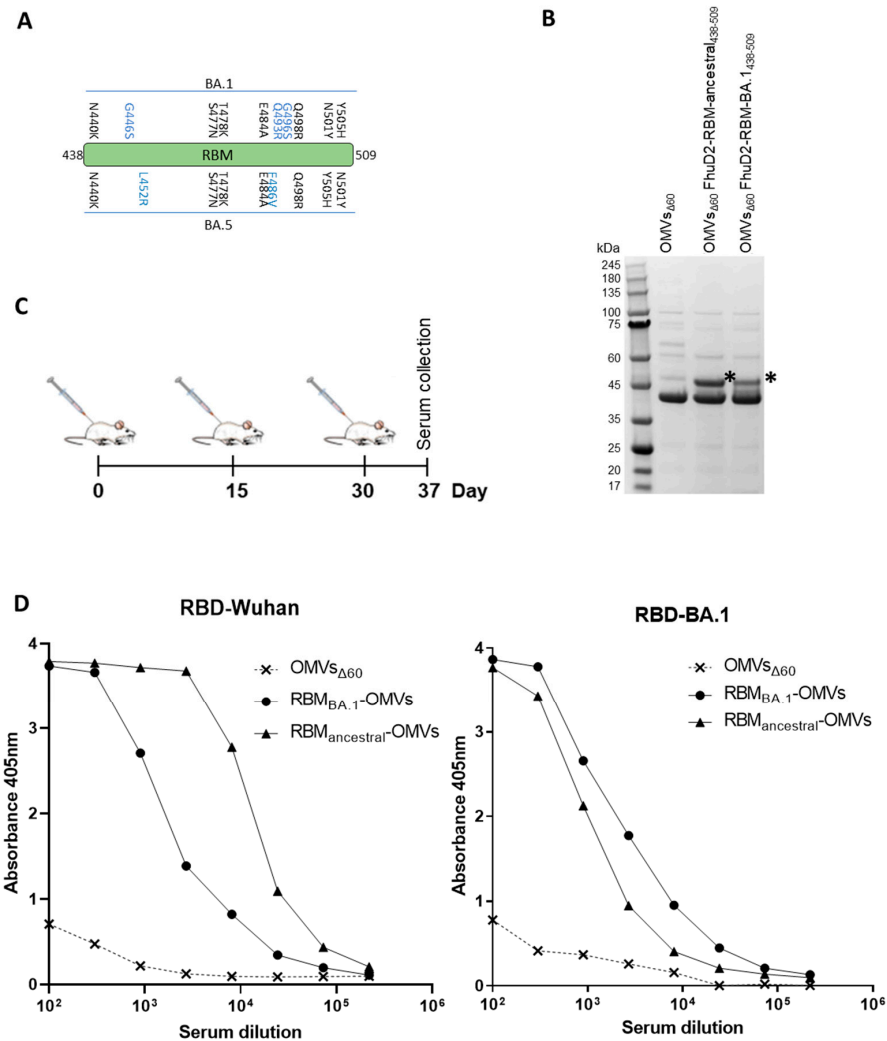 A
BA.1
N440K
G446S
S477N
T478K
E484A
Q493R
G496S
Q498R
N501Y
Y505H
438
RBM
509
N440K
L452R
S477N
T478K
E484A
F486V
Q498R
Y505H
N501Y
BA.5
B
OMVsΔ60
OMVsΔ60 FhuD2-RBM-ancestral438-509
OMVsΔ60 FhuD2-RBM-BA.1438-509
kDa
245
180
135
100
75
60
45
35
25
20
17
*
*
C
Serum collection
0
15
30
37 Day
D
RBD-Wuhan
Absorbance 405nm
4
3
2
1
0
10²
10³
10⁴
10⁵
10⁶
Serum dilution
OMVsΔ60
RBMBA.1-OMVs
RBMancestral-OMVs
RBD-BA.1
Absorbance 405nm
4
3
2
1
0
10²
10³
10⁴
10⁵
10⁶
Serum dilution
OMVsΔ60
RBMBA.1-OMVs
RBMancestral-OMVs